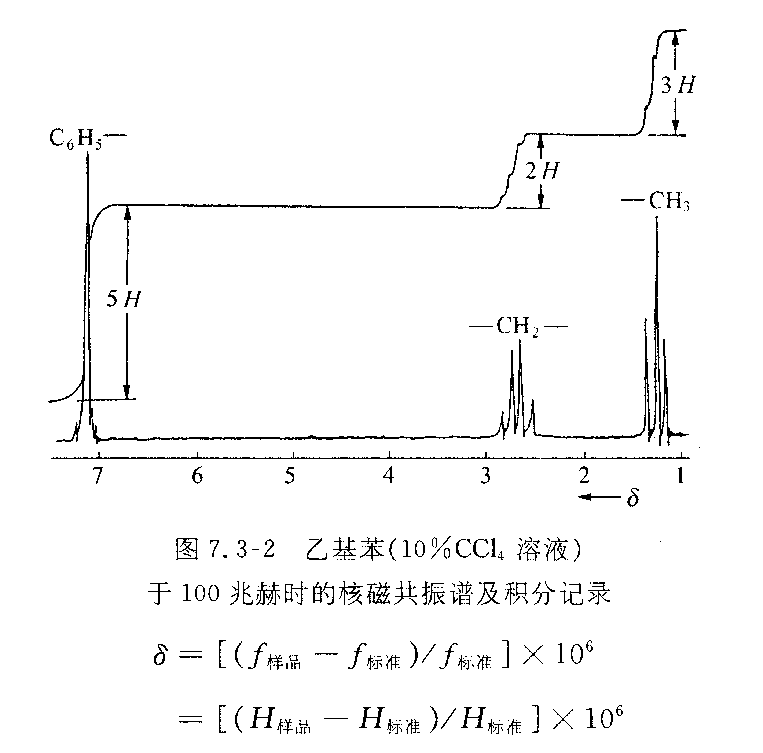 3H
C₆H₅—
2H
—CH₃
5H
—CH₂—
7 6 5 4 3 2 1
← δ
图 7.3-2 乙基苯(10%CCl₄ 溶液)
于 100 兆赫时的核磁共振谱及积分记录
δ = [(f样品 − f标准)/f标准] × 10⁶
= [(H样品 − H标准)/H标准] × 10⁶